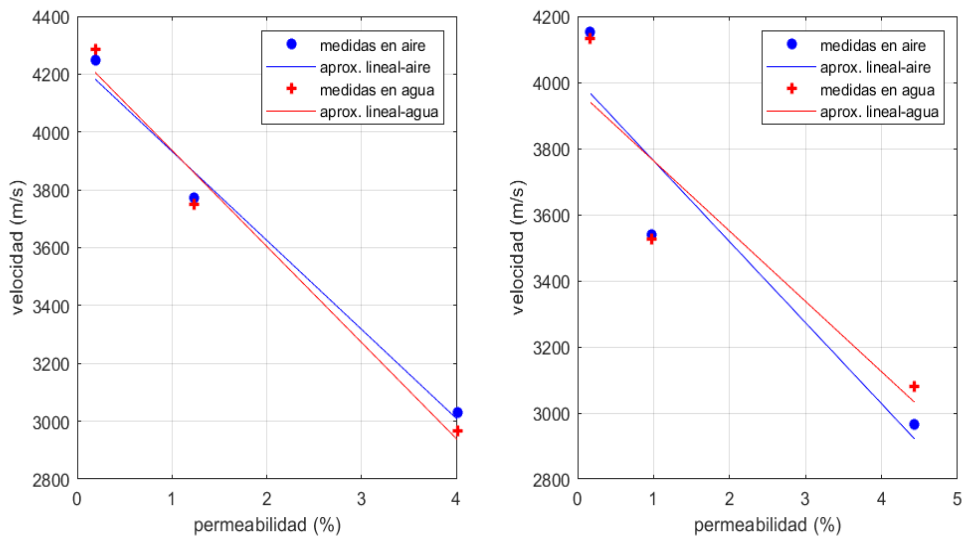 4400
4200
4000
3800
3600
3400
3200
3000
2800
0
1
2
3
4
velocidad (m/s)
permeabilidad (%)
medidas en aire
aprox. lineal-aire
medidas en agua
aprox. lineal-agua
4200
4000
3800
3600
3400
3200
3000
2800
0
1
2
3
4
5
velocidad (m/s)
permeabilidad (%)
medidas en aire
aprox. lineal-aire
medidas en agua
aprox. lineal-agua